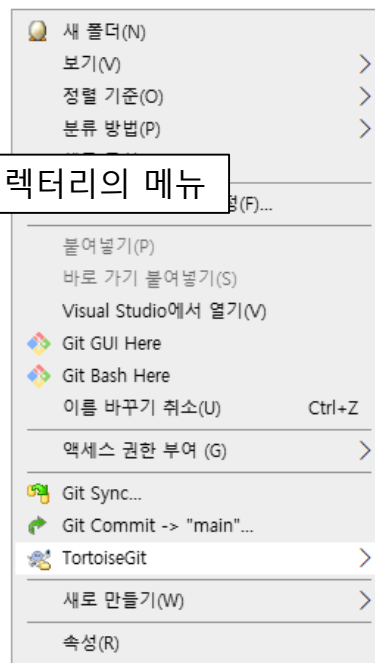 새 폴더(N)
보기(V)
정렬 기준(O)
분류 방법(P)
렉터리의 메뉴
(F)...
붙여넣기(P)
바로 가기 붙여넣기(S)
Visual Studio에서 열기(V)
Git GUI Here
Git Bash Here
이름 바꾸기 취소(U) Ctrl+Z
액세스 권한 부여 (G)
Git Sync...
Git Commit -> "main"...
TortoiseGit
새로 만들기(W)
속성(R)